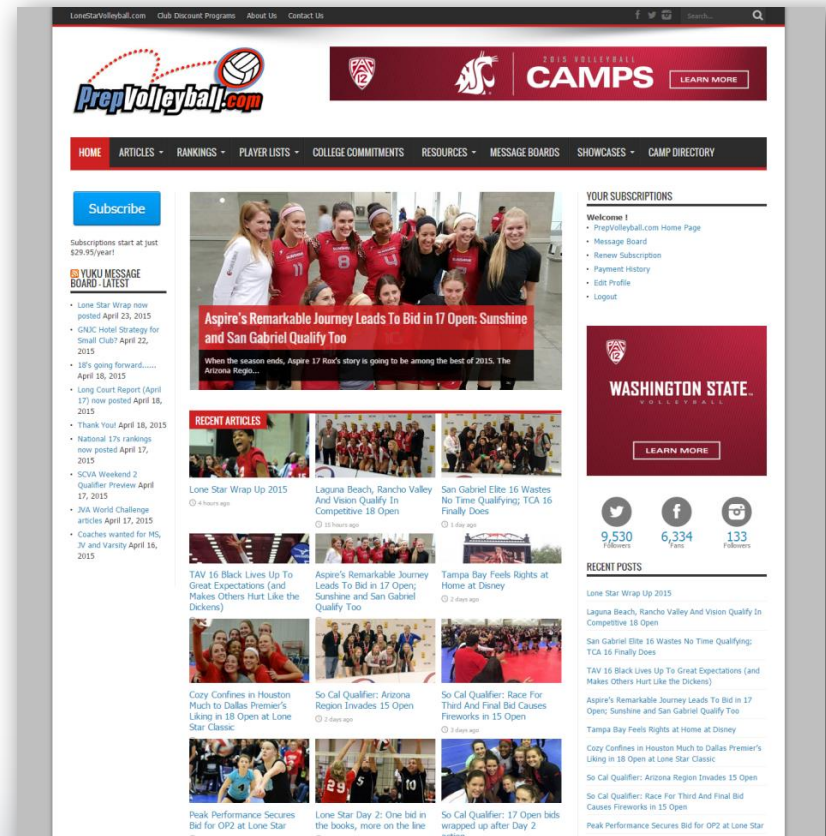 LoneStarVolleyball.com Club Discount Programs About Us Contact Us
Search...
PrepVolleyball.com
PAC 12
2015 VOLLEYBALL
CAMPS
LEARN MORE
HOME ARTICLES RANKINGS PLAYER LISTS COLLEGE COMMITMENTS RESOURCES MESSAGE BOARDS SHOWCASES CAMP DIRECTORY
Subscribe
Subscriptions start at just
$29.95/year!
YUKU MESSAGE
BOARD - LATEST
Lone Star Wrap now
posted April 23, 2015
GNJC Hotel Strategy for
Small Club? April 22,
2015
18's going forward......
April 18, 2015
Long Court Report (April
17) now posted April 18,
2015
Thank You! April 18, 2015
National 17s rankings
now posted April 17,
2015
SCVA Weekend 2
Qualifier Preview April
17, 2015
JVA World Challenge
articles April 17, 2015
Coaches wanted for MS,
JV and Varsity April 16,
2015
11
8
4
Aspire's Remarkable Journey Leads To Bid in 17 Open; Sunshine
and San Gabriel Qualify Too
When the season ends, Aspire 17 Rox's story is going to be among the best of 2015. The
Arizona Regio...
RECENT ARTICLES
Lone Star Wrap Up 2015
4 hours ago
Laguna Beach, Rancho Valley
And Vision Qualify In
Competitive 18 Open
18 hours ago
San Gabriel Elite 16 Wastes
No Time Qualifying; TCA 16
Finally Does
1 day ago
TAV 16 Black Lives Up To
Great Expectations (and
Makes Others Hurt Like the
Dickens)
Aspire's Remarkable Journey
Leads To Bid in 17 Open;
Sunshine and San Gabriel
Qualify Too
Tampa Bay Feels Rights at
Home at Disney
2 days ago
Cozy Confines in Houston
Much to Dallas Premier's
Liking in 18 Open at Lone
Star Classic
So Cal Qualifier: Arizona
Region Invades 15 Open
2 days ago
So Cal Qualifier: Race For
Third And Final Bid Causes
Fireworks in 15 Open
3 days ago
29
5
10
Peak Performance Secures
Bid for OP2 at Lone Star
Lone Star Day 2: One bid in
the books, more on the line
So Cal Qualifier: 17 Open bids
wrapped up after Day 2
YOUR SUBSCRIPTIONS
Welcome !
PrepVolleyball.com Home Page
Message Board
Renew Subscription
Payment History
Edit Profile
Logout
PAC 12
WASHINGTON STATE
VOLLEYBALL
LEARN MORE
9,530
Followers
6,334
Fans
133
Followers
RECENT POSTS
Lone Star Wrap Up 2015
Laguna Beach, Rancho Valley And Vision Qualify In
Competitive 18 Open
San Gabriel Elite 16 Wastes No Time Qualifying;
TCA 16 Finally Does
TAV 16 Black Lives Up To Great Expectations (and
Makes Others Hurt Like the Dickens)
Aspire's Remarkable Journey Leads To Bid in 17
Open; Sunshine and San Gabriel Qualify Too
Tampa Bay Feels Rights at Home at Disney
Cozy Confines in Houston Much to Dallas Premier's
Liking in 18 Open at Lone Star Classic
So Cal Qualifier: Arizona Region Invades 15 Open
So Cal Qualifier: Race For Third And Final Bid
Causes Fireworks in 15 Open
Peak Performance Secures Bid for OP2 at Lone Star